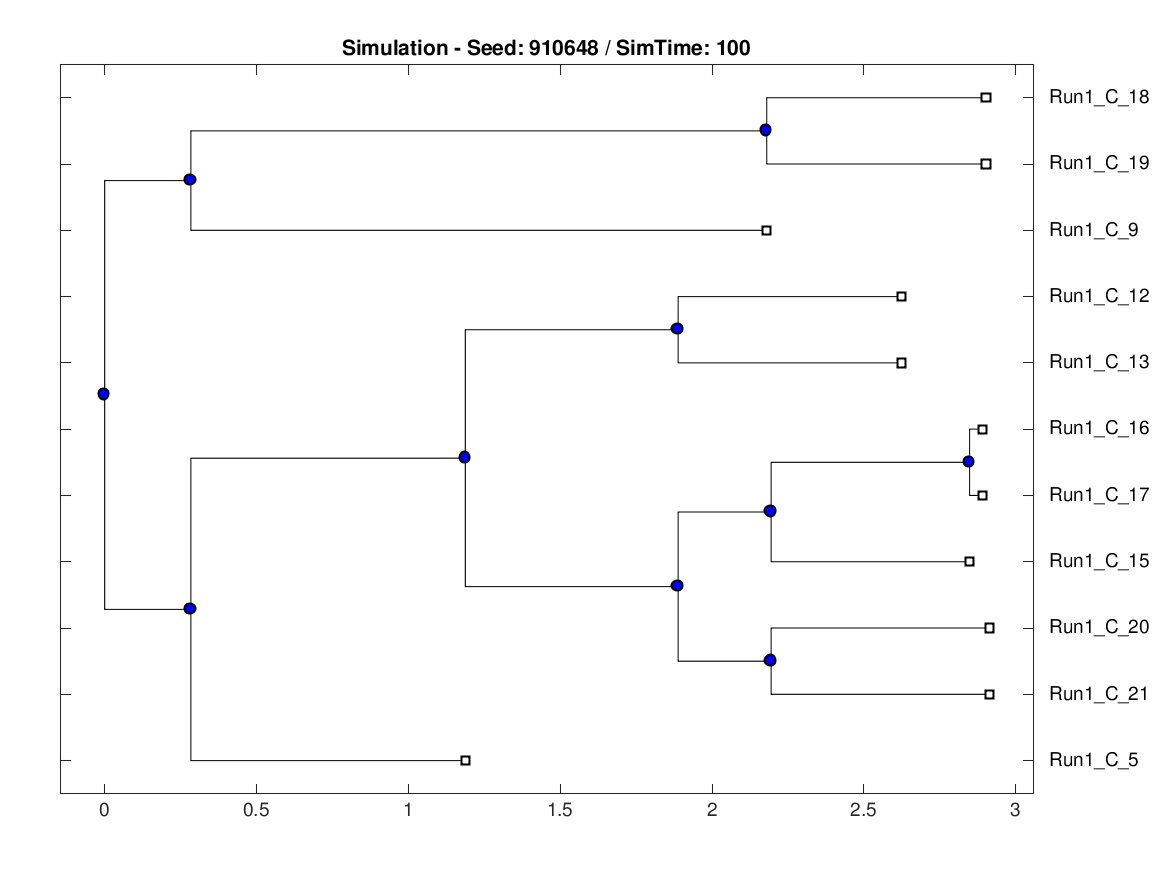 Simulation - Seed: 910648 / SimTime: 100
Run1_C_18
Run1_C_19
Run1_C_9
Run1_C_12
Run1_C_13
Run1_C_16
Run1_C_17
Run1_C_15
Run1_C_20
Run1_C_21
Run1_C_5
0 0.5 1 1.5 2 2.5 3